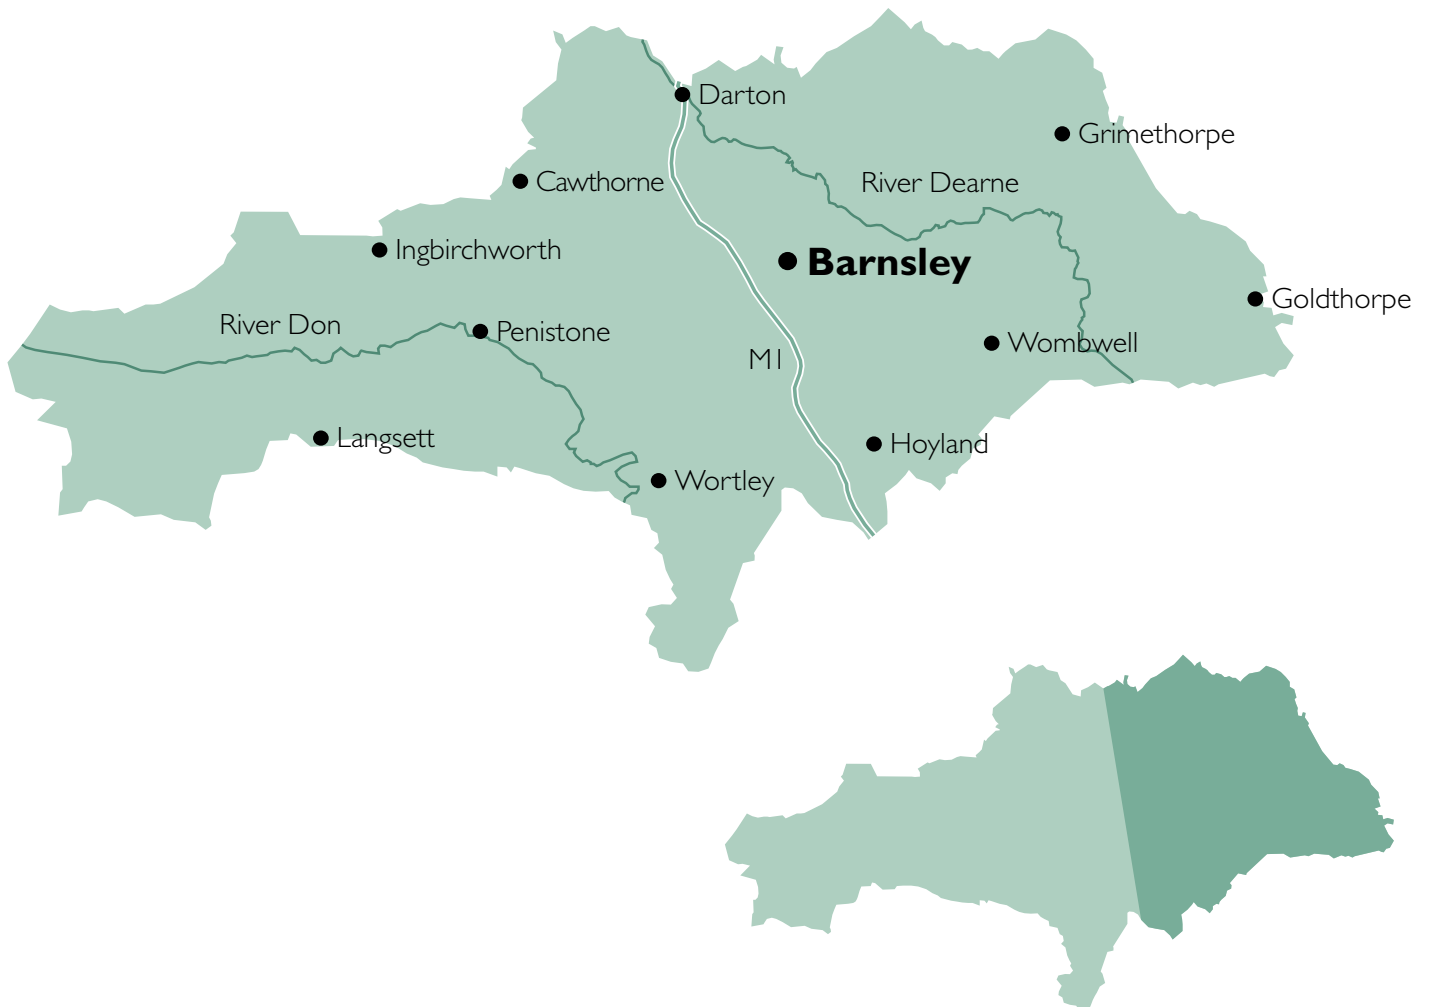 Darton
Grimethorpe
Cawthorne
River Dearne
Ingbirchworth
Barnsley
Goldthorpe
River Don
Penistone
Wombwell
M1
Langsett
Hoyland
Wortley